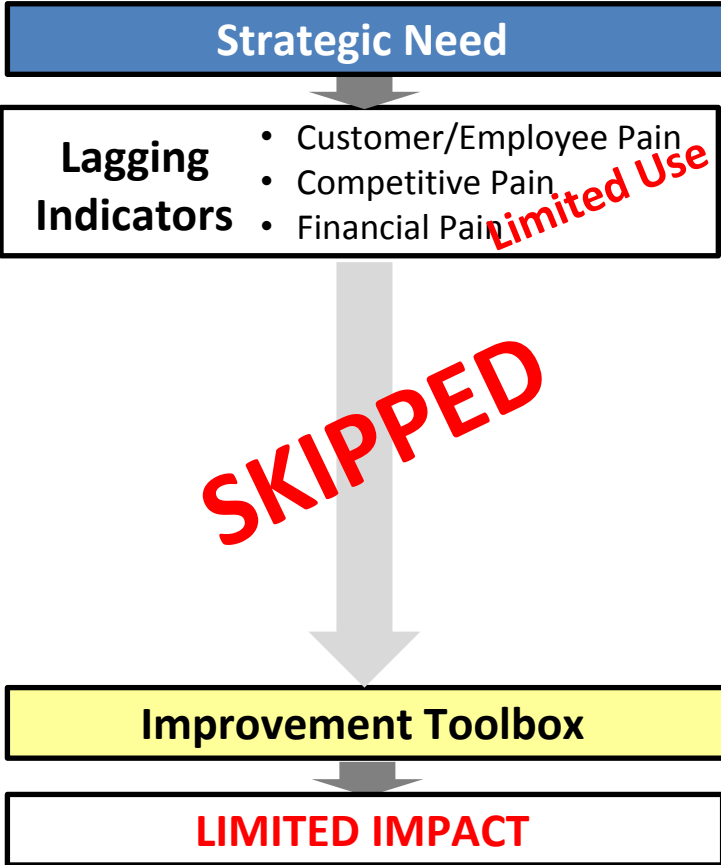 Strategic Need
Lagging
Indicators
• Customer/Employee Pain
• Competitive Pain
• Financial Pain
Limited Use
SKIPPED
Improvement Toolbox
LIMITED IMPACT